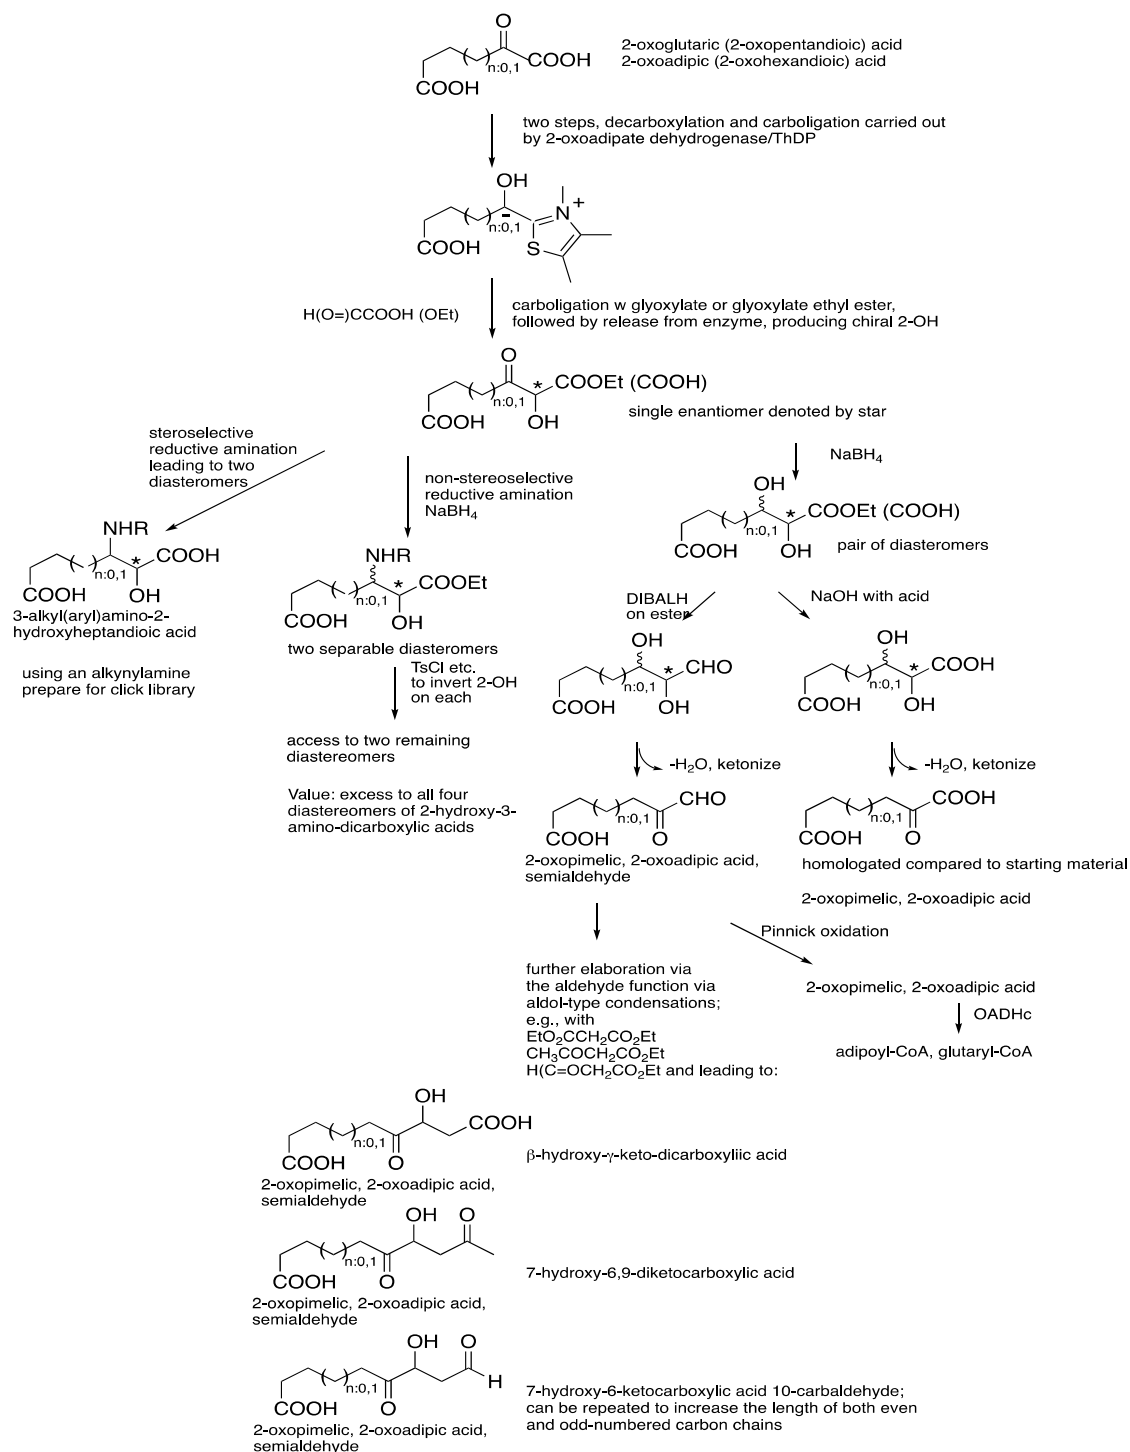 O
COOH
n:0,1
COOH
2-oxoglutaric (2-oxopentandioic) acid
2-oxoadipic (2-oxohexandioic) acid
two steps, decarboxylation and carboligation carried out
by 2-oxoadipate dehydrogenase/ThDP
OH
N
+
-
n:0,1
COOH
S
H(O=)CCOOH (OEt)
carboligation w glyoxylate or glyoxylate ethyl ester,
followed by release from enzyme, producing chiral 2-OH
O
*
COOEt (COOH)
n:0,1
COOH
OH
single enantiomer denoted by star
steroselective
reductive amination
leading to two
diasteromers
non-stereoselective
reductive amination
NaBH4
NaBH4
OH
*
COOEt (COOH)
n:0,1
COOH
OH
pair of diasteromers
NHR
*
COOH
n:0,1
COOH
OH
3-alkyl(aryl)amino-2-
hydroxyheptandioic acid
using an alkynylamine
prepare for click library
NHR
*
COOEt
n:0,1
COOH
OH
two separable diasteromers
TsCl etc.
to invert 2-OH
on each
access to two remaining
diastereomers
Value: excess to all four
diastereomers of 2-hydroxy-3-
amino-dicarboxylic acids
DIBALH
on ester
NaOH with acid
OH
*
CHO
n:0,1
COOH
OH
OH
*
COOH
n:0,1
COOH
OH
-H2O, ketonize
-H2O, ketonize
CHO
n:0,1
COOH
O
2-oxopimelic, 2-oxoadipic acid,
semialdehyde
COOH
n:0,1
COOH
O
homologated compared to starting material
2-oxopimelic, 2-oxoadipic acid
Pinnick oxidation
2-oxopimelic, 2-oxoadipic acid
OADHc
adipoyl-CoA, glutaryl-CoA
further elaboration via
the aldehyde function via
aldol-type condensations;
e.g., with
EtO2CCH2CO2Et
CH3COCH2CO2Et
H(C=OCH2CO2Et and leading to:
OH
COOH
n:0,1
COOH
O
β-hydroxy-γ-keto-dicarboxyliic acid
2-oxopimelic, 2-oxoadipic acid,
semialdehyde
OH
O
n:0,1
COOH
O
7-hydroxy-6,9-diketocarboxylic acid
2-oxopimelic, 2-oxoadipic acid,
semialdehyde
OH
O
H
n:0,1
COOH
O
7-hydroxy-6-ketocarboxylic acid 10-carbaldehyde;
can be repeated to increase the length of both even
and odd-numbered carbon chains
2-oxopimelic, 2-oxoadipic acid,
semialdehyde